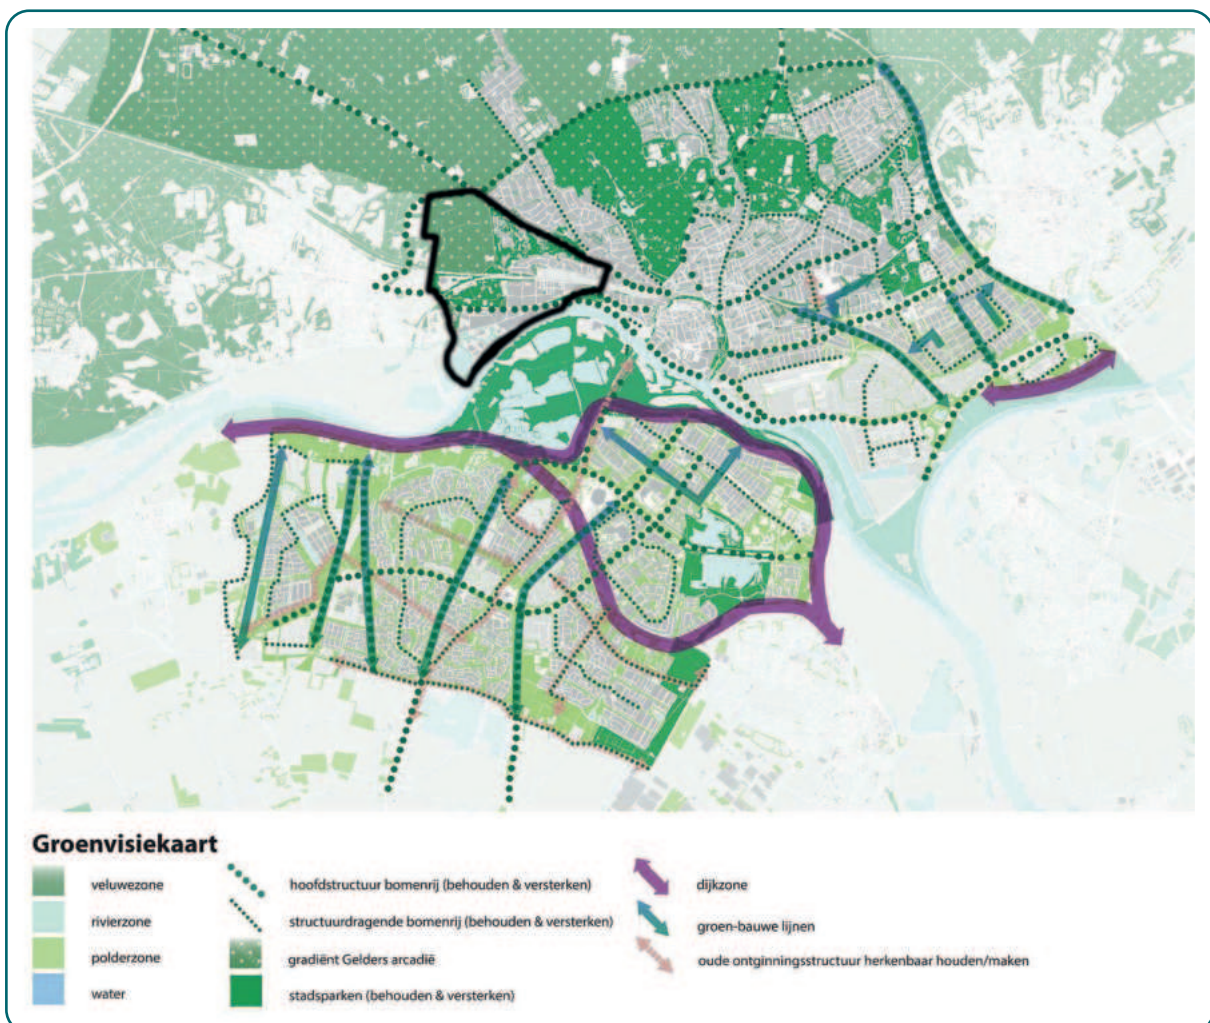 Groenvisiekaart
veluwezone
rivierzone
polderzone
water
hoofdstructuur bomenrij (behouden & versterken)
structuurdragende bomenrij (behouden & versterken)
gradiënt Gelders arcadië
stadsparken (behouden & versterken)
dijkzone
groen-bauwe lijnen
oude ontginningsstructuur herkenbaar houden/maken